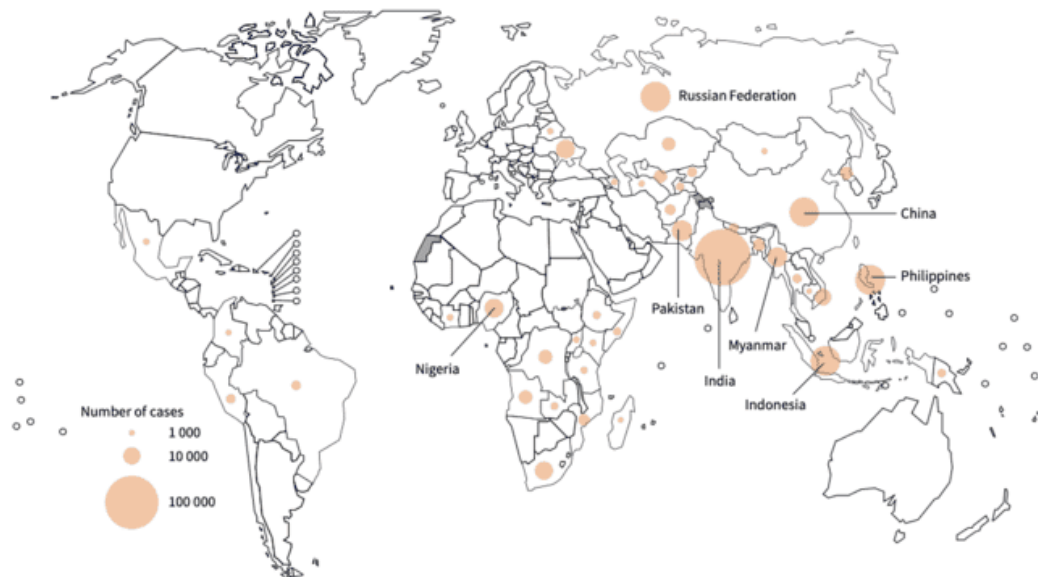 Russian Federation
China
Philippines
Pakistan
Myanmar
Nigeria
India
Indonesia
Number of cases
1 000
10 000
100 000